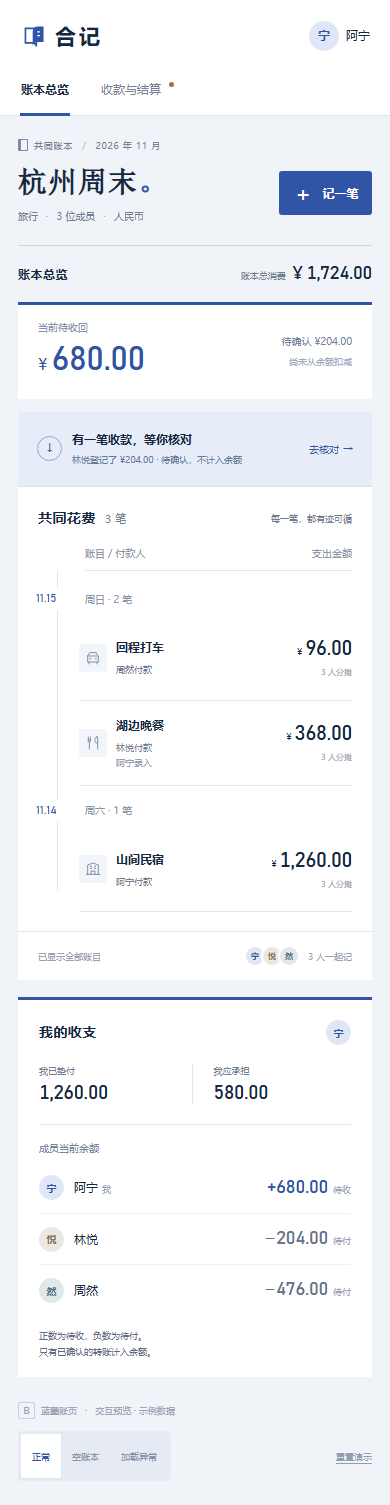 合记
宁 阿宁
账本总览 收款与结算
共同账本 / 2026 年 11 月
杭州周末。
+ 记一笔
旅行 · 3 位成员 · 人民币
账本总览 账本总消费 ¥ 1,724.00
当前待收回
¥ 680.00
待确认 ¥204.00
尚未从余额扣减
↓ 有一笔收款，等你核对
林悦登记了 ¥204.00 · 待确认，不计入余额
去核对 →
共同花费 3 笔 每一笔，都有迹可循
账目 / 付款人 支出金额
11.15 周日 · 2 笔
回程打车 ¥ 96.00
周然付款 3 人分摊
湖边晚餐 ¥ 368.00
林悦付款 3 人分摊
阿宁录入
11.14 周六 · 1 笔
山间民宿 ¥ 1,260.00
阿宁付款 3 人分摊
已显示全部账目 宁 悦 然 3 人一起记
我的收支 宁
我已垫付 我应承担
1,260.00 580.00
成员当前余额
宁 阿宁 我 +680.00 待收
悦 林悦 −204.00 待付
然 周然 −476.00 待付
正数为待收，负数为待付。
只有已确认的转账计入余额。
B 蓝墨账页 · 交互预览 · 示例数据
正常 空账本 加载异常 重置演示